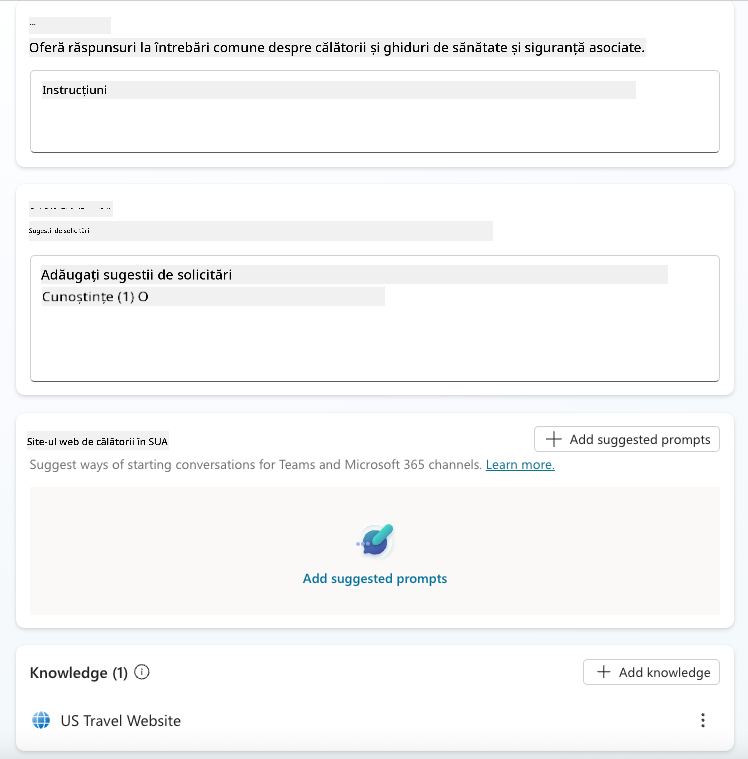 ...
Oferă răspunsuri la întrebări comune despre călătorii și ghiduri de sănătate și siguranță asociate.
Instrucțiuni
Sugestii de solicitări
Adăugați sugestii de solicitări
Cunoștințe (1) O
Site-ul web de călătorii în SUA
Add suggested prompts
Suggest ways of starting conversations for Teams and Microsoft 365 channels. Learn more.
Add suggested prompts
Knowledge (1)
Add knowledge
US Travel Website